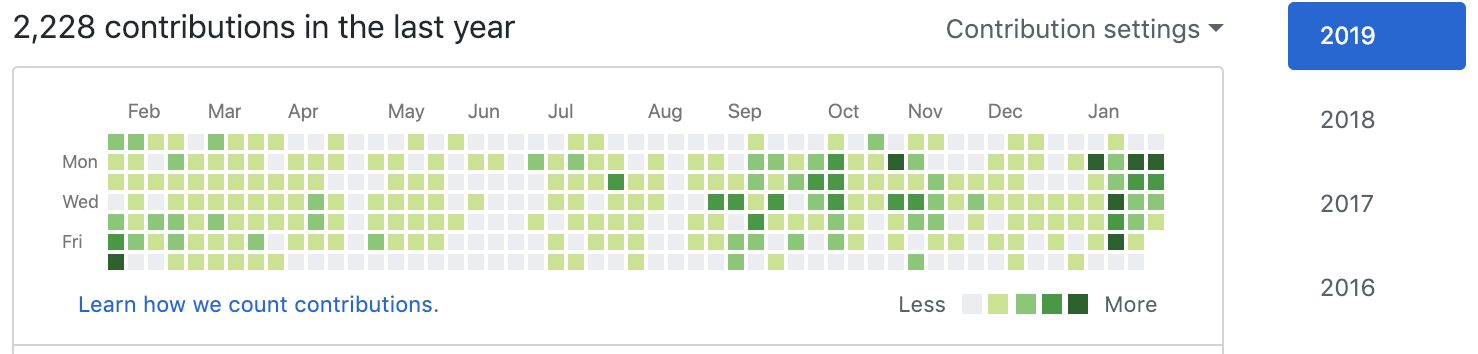 2,228 contributions in the last year
Contribution settings
2019
2018
2017
2016
Feb Mar Apr May Jun Jul Aug Sep Oct Nov Dec Jan
Mon
Wed
Fri
Learn how we count contributions.
Less More